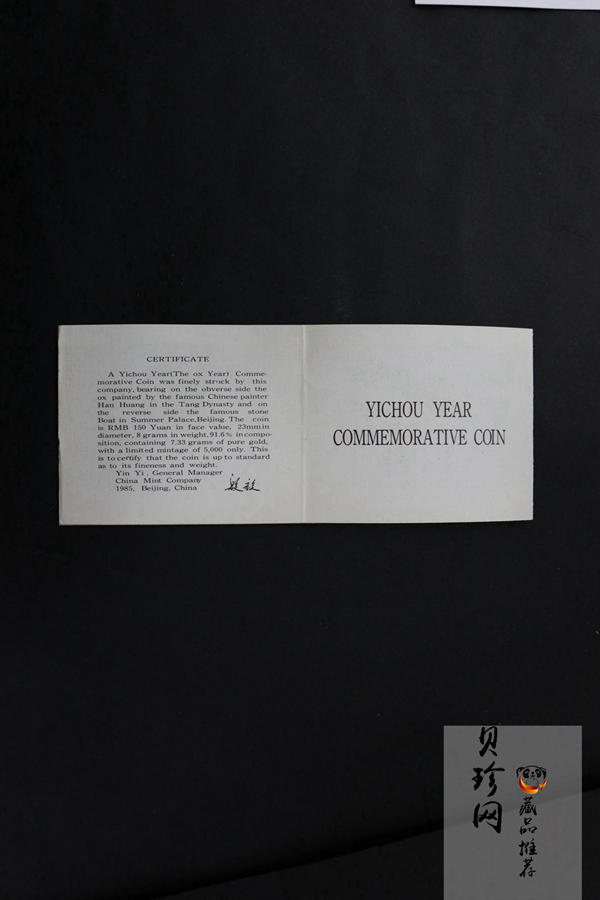 CERTIFICATE
A Yichou Year(The ox Year) Comme-
morative Coin was finely struck by this
company, bearing on the obverse side the
ox painted by the famous Chinese painter
Han Huang in the Tang Dynasty and on
the reverse side the famous stone
Boat in Summer Palace,Beijing. The coin
is RMB 150 Yuan in face value, 23mm in
diameter, 8 grams in weight, 91.6% in compo-
sition, containing 7.33 grams of pure gold,
with a limited mintage of 5,000 only. This
is to certify that the coin is up to standard
as to its fineness and weight.
Yin Yi, General Manager
China Mint Company
1985, Beijing, China
YICHOU YEAR
COMMEMORATIVE COIN
贝珍网
藏品推荐